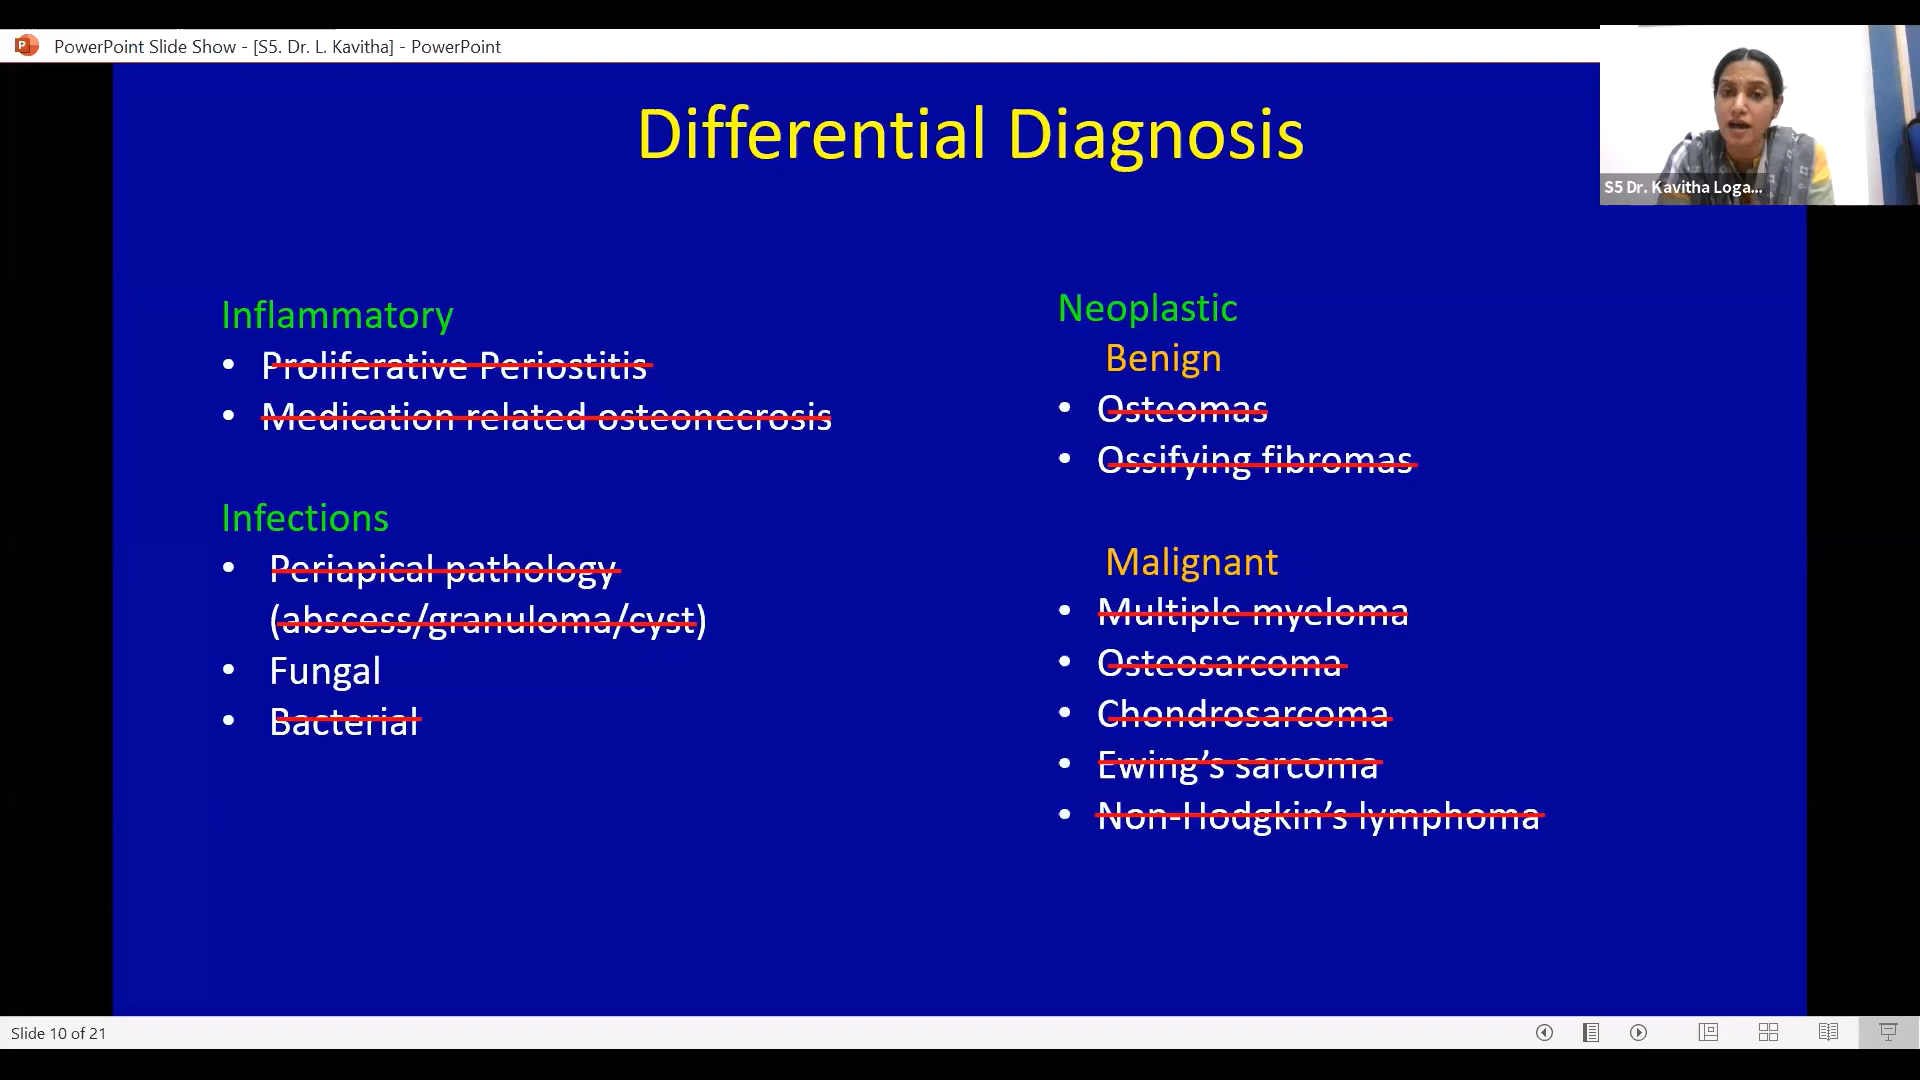 PowerPoint Slide Show - [S5. Dr. L. Kavitha] - PowerPoint
S5 Dr. Kavitha Loga...
Differential Diagnosis
Inflammatory
• Proliferative Periostitis
• Medication related osteonecrosis
Infections
• Periapical pathology
(abscess/granuloma/cyst)
• Fungal
• Bacterial
Neoplastic
Benign
• Osteomas
• Ossifying fibromas
Malignant
• Multiple myeloma
• Osteosarcoma
• Chondrosarcoma
• Ewing’s sarcoma
• Non-Hodgkin’s lymphoma
Slide 10 of 21